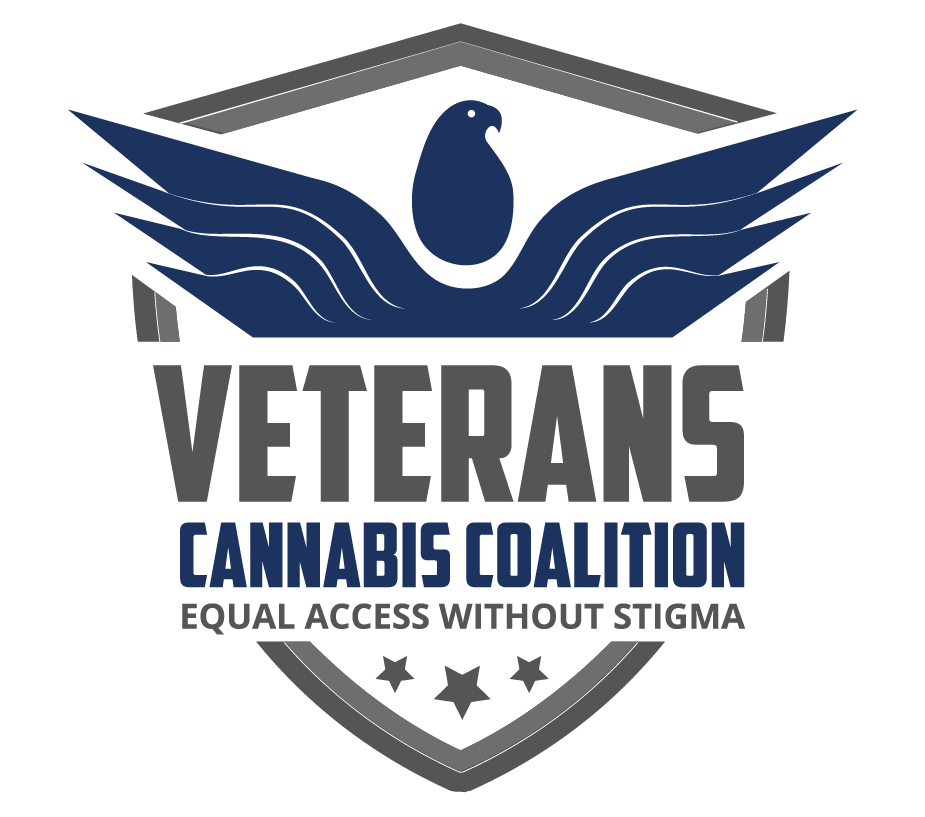 VETERANS
CANNABIS COALITION
EQUAL ACCESS WITHOUT STIGMA